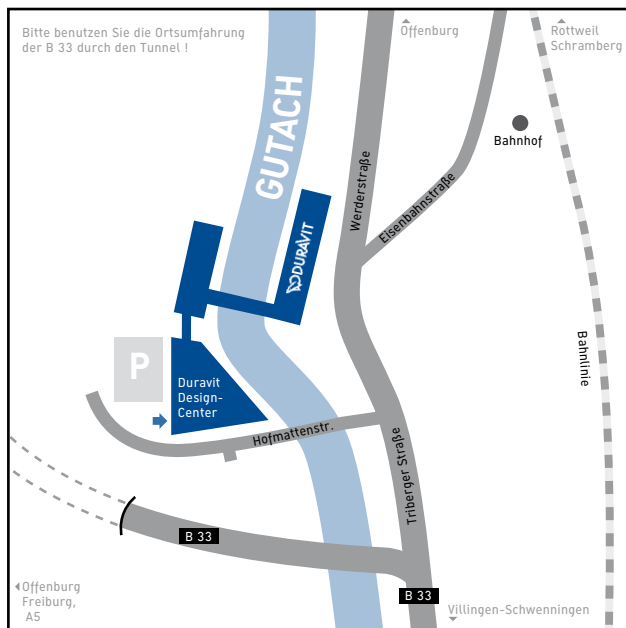 Bitte benutzen Sie die Ortsumfahrung
der B 33 durch den Tunnel !
Offenburg
Rottweil
Schramberg
GUTACH
Bahnhof
Werderstraße
Eisenbahnstraße
DURAVIT
Bahnlinie
P
Duravit
Design-
Center
Hofmattenstr.
Triberger Straße
B 33
Offenburg
Freiburg,
A5
B 33
Villingen-Schwenningen